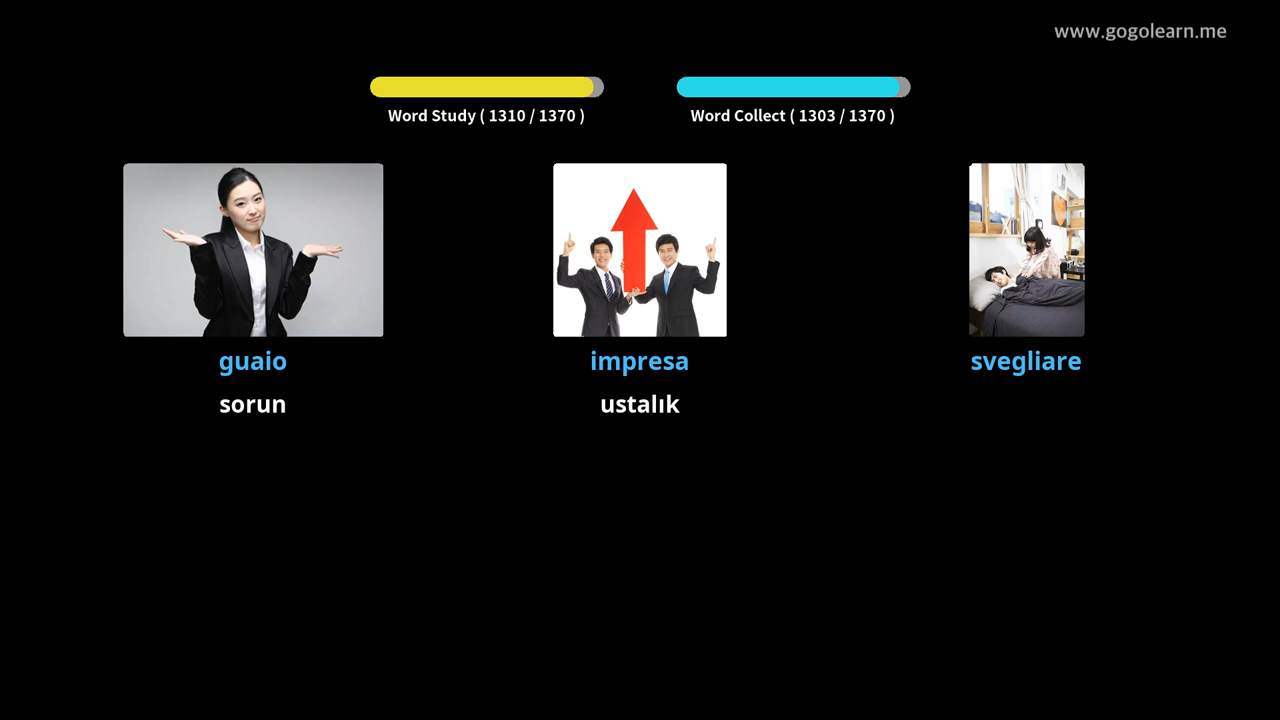 www.gogolearn.me
Word Study ( 1310 / 1370 )
Word Collect ( 1303 / 1370 )
guaio
impresa
svegliare
sorun
ustalık